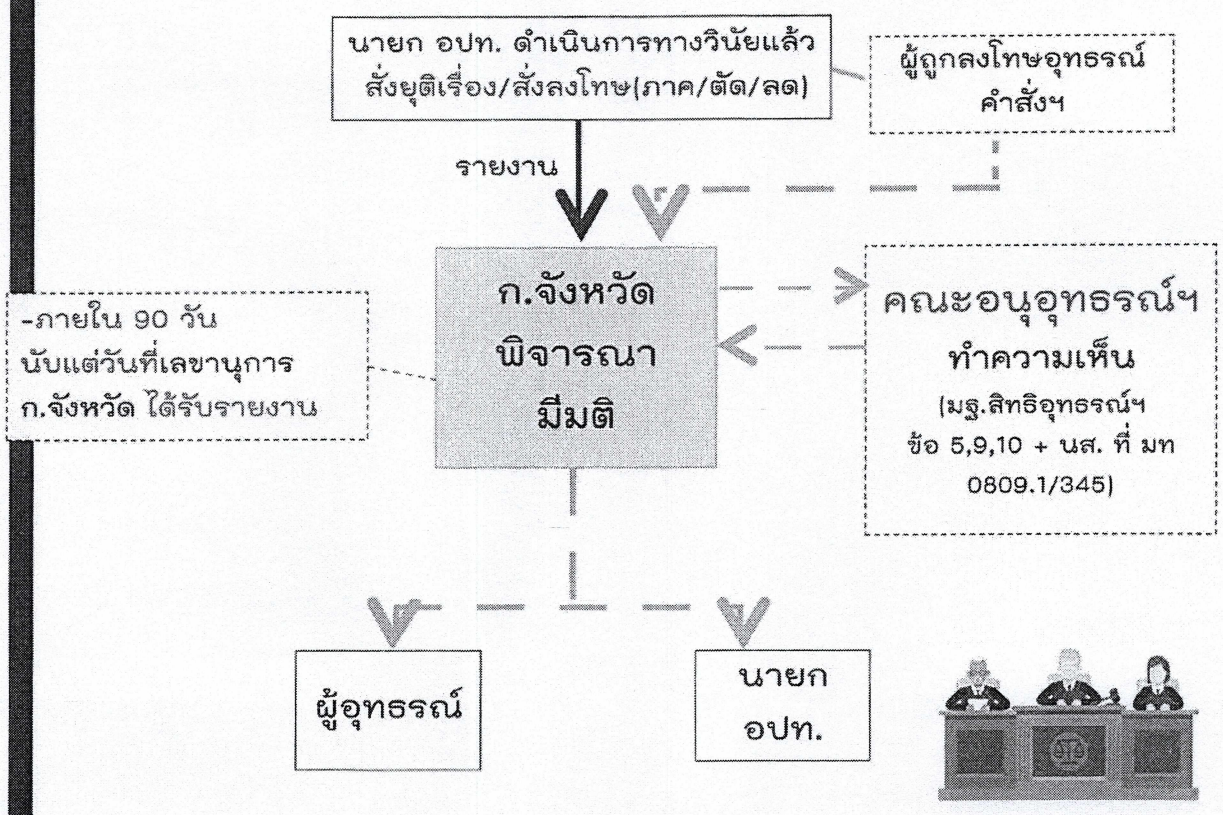 นายก อปท. ดำเนินการทางวินัยแล้ว
สั่งยุติเรื่อง/สั่งลงโทษ(ภาค/ตัด/ลด)
ผู้ถูกลงโทษอุทธรณ์
คำสั่งฯ
รายงาน
ก.จังหวัด
พิจารณา
มีมติ
-ภายใน 90 วัน
นับแต่วันที่เลขานุการ
ก.จังหวัด ได้รับรายงาน
คณะอนุอุทธรณ์ฯ
ทำความเห็น
(มฐ.สิทธิอุทธรณ์ฯ
ข้อ 5,9,10 + นส. ที่ มท
0809.1/345)
ผู้อุทธรณ์
นายก
อปท.